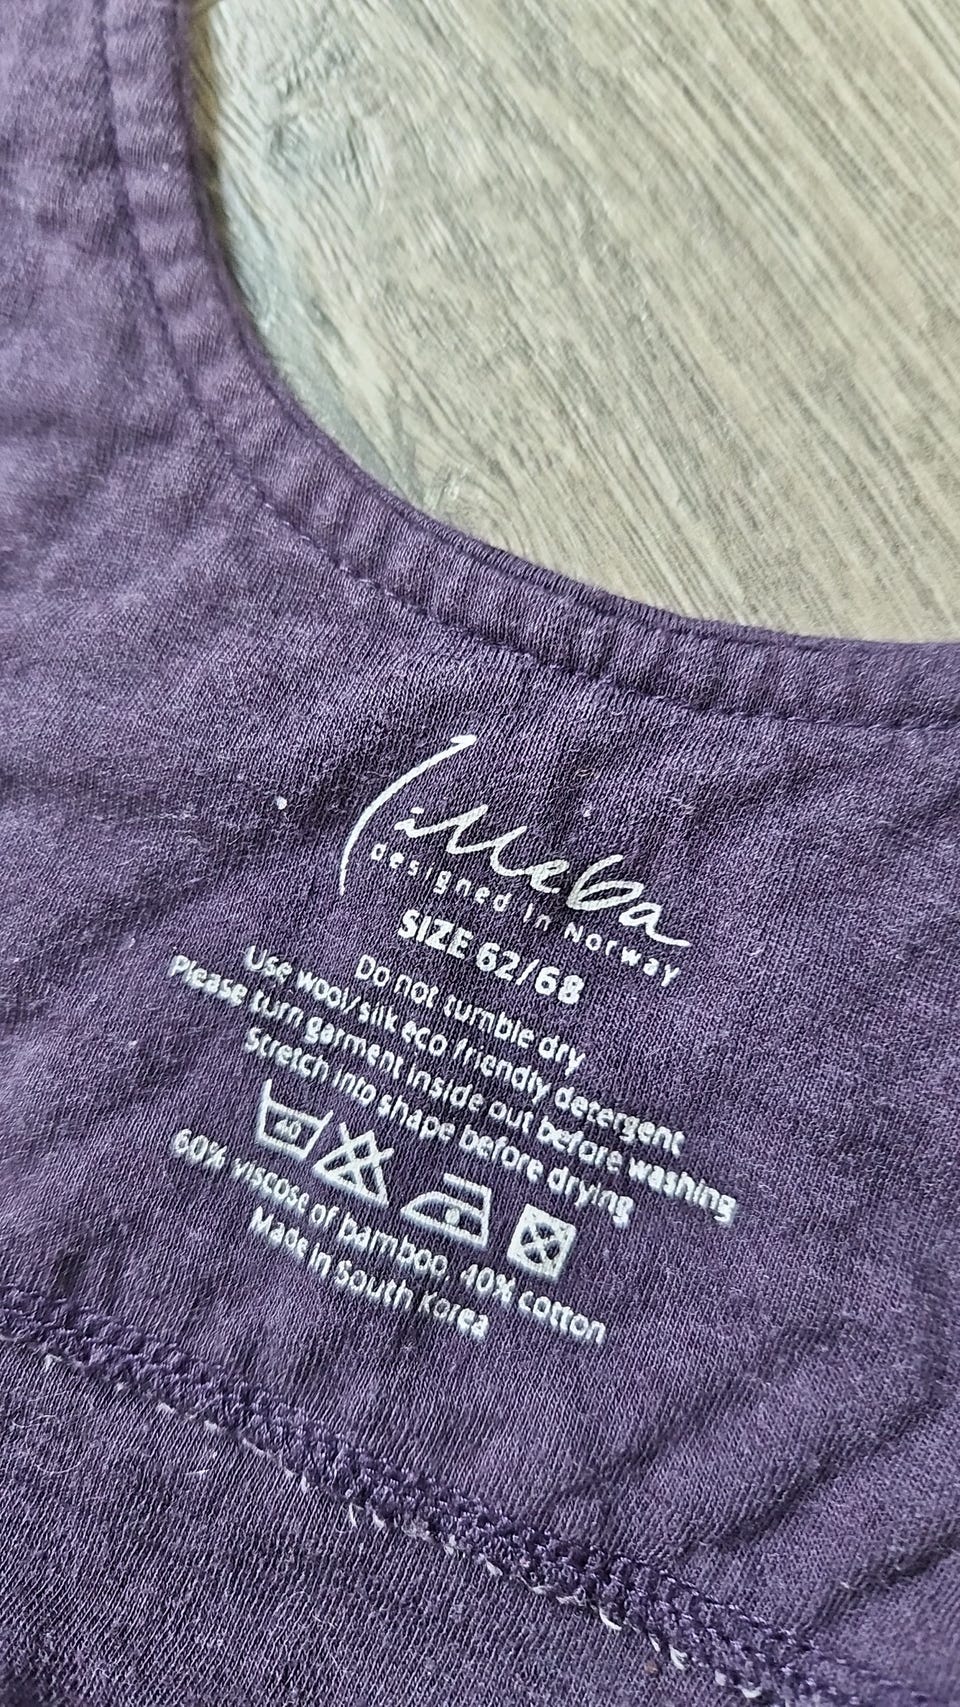 Lilleba
designed in Norway
SIZE 62/68
Do not tumble dry
Use wool/silk eco friendly detergent
Please turn garment inside out before washing
Stretch into shape before drying
40
60% viscose of bamboo, 40% cotton
Made in South Korea